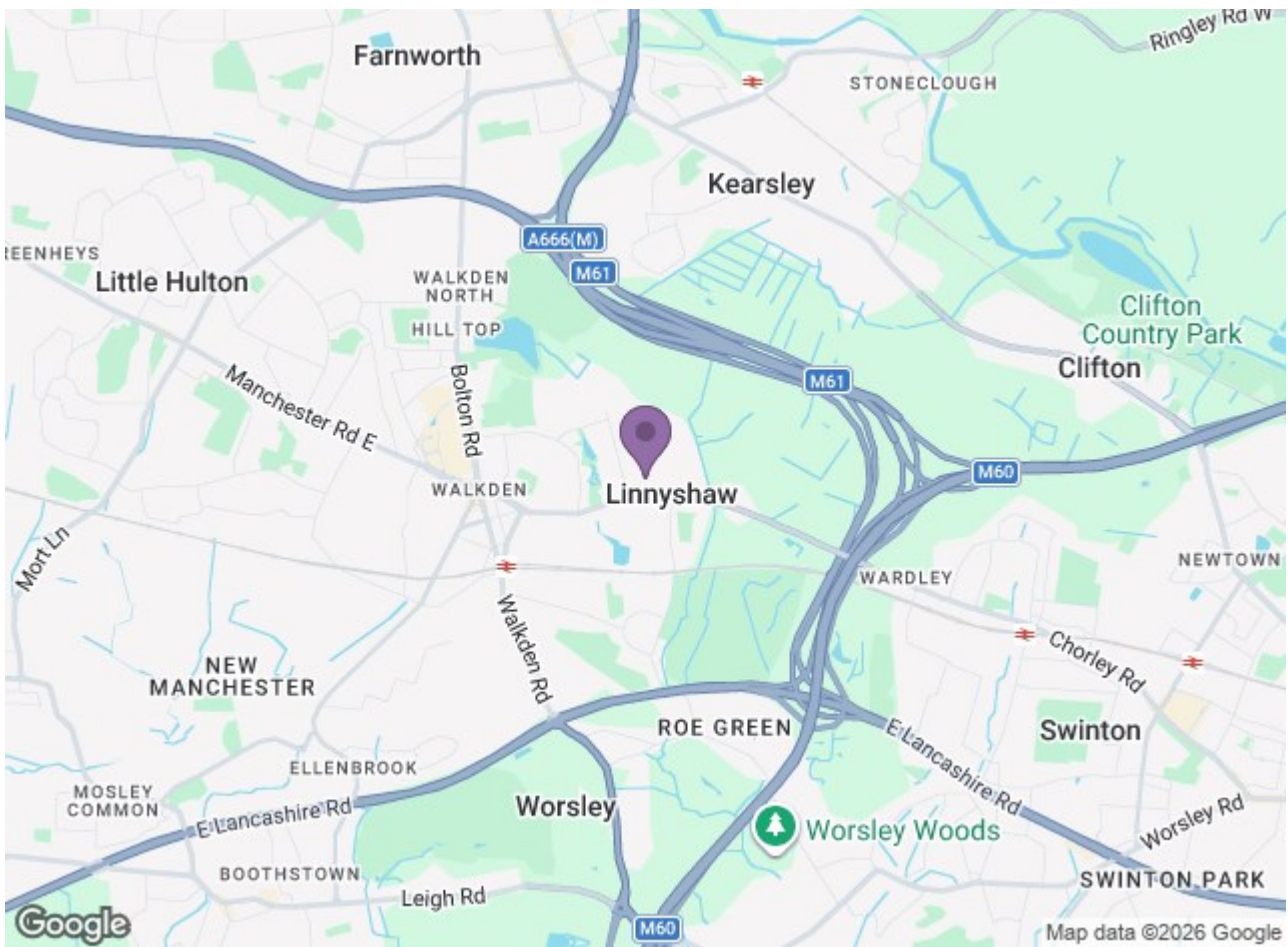 Ringley Rd W
Farnworth
STONECLOUGH
Kearsley
A666(M)
M61
REENHEYS
Little Hulton
WALKDEN
NORTH
HILL TOP
Clifton
Country Park
Clifton
M61
Manchester Rd E
Bolton Rd
M60
WALKDEN
Linnyshaw
Mort Ln
NEWTOWN
WARDLEY
Walkden Rd
Chorley Rd
NEW
MANCHESTER
ROE GREEN
Swinton
E Lancashire Rd
ELLENBROOK
MOSLEY
COMMON
Worsley
E Lancashire Rd
Worsley Woods
Worsley Rd
BOOTHSTOWN
Leigh Rd
SWINTON PARK
M60
Google
Map data ©2026 Google